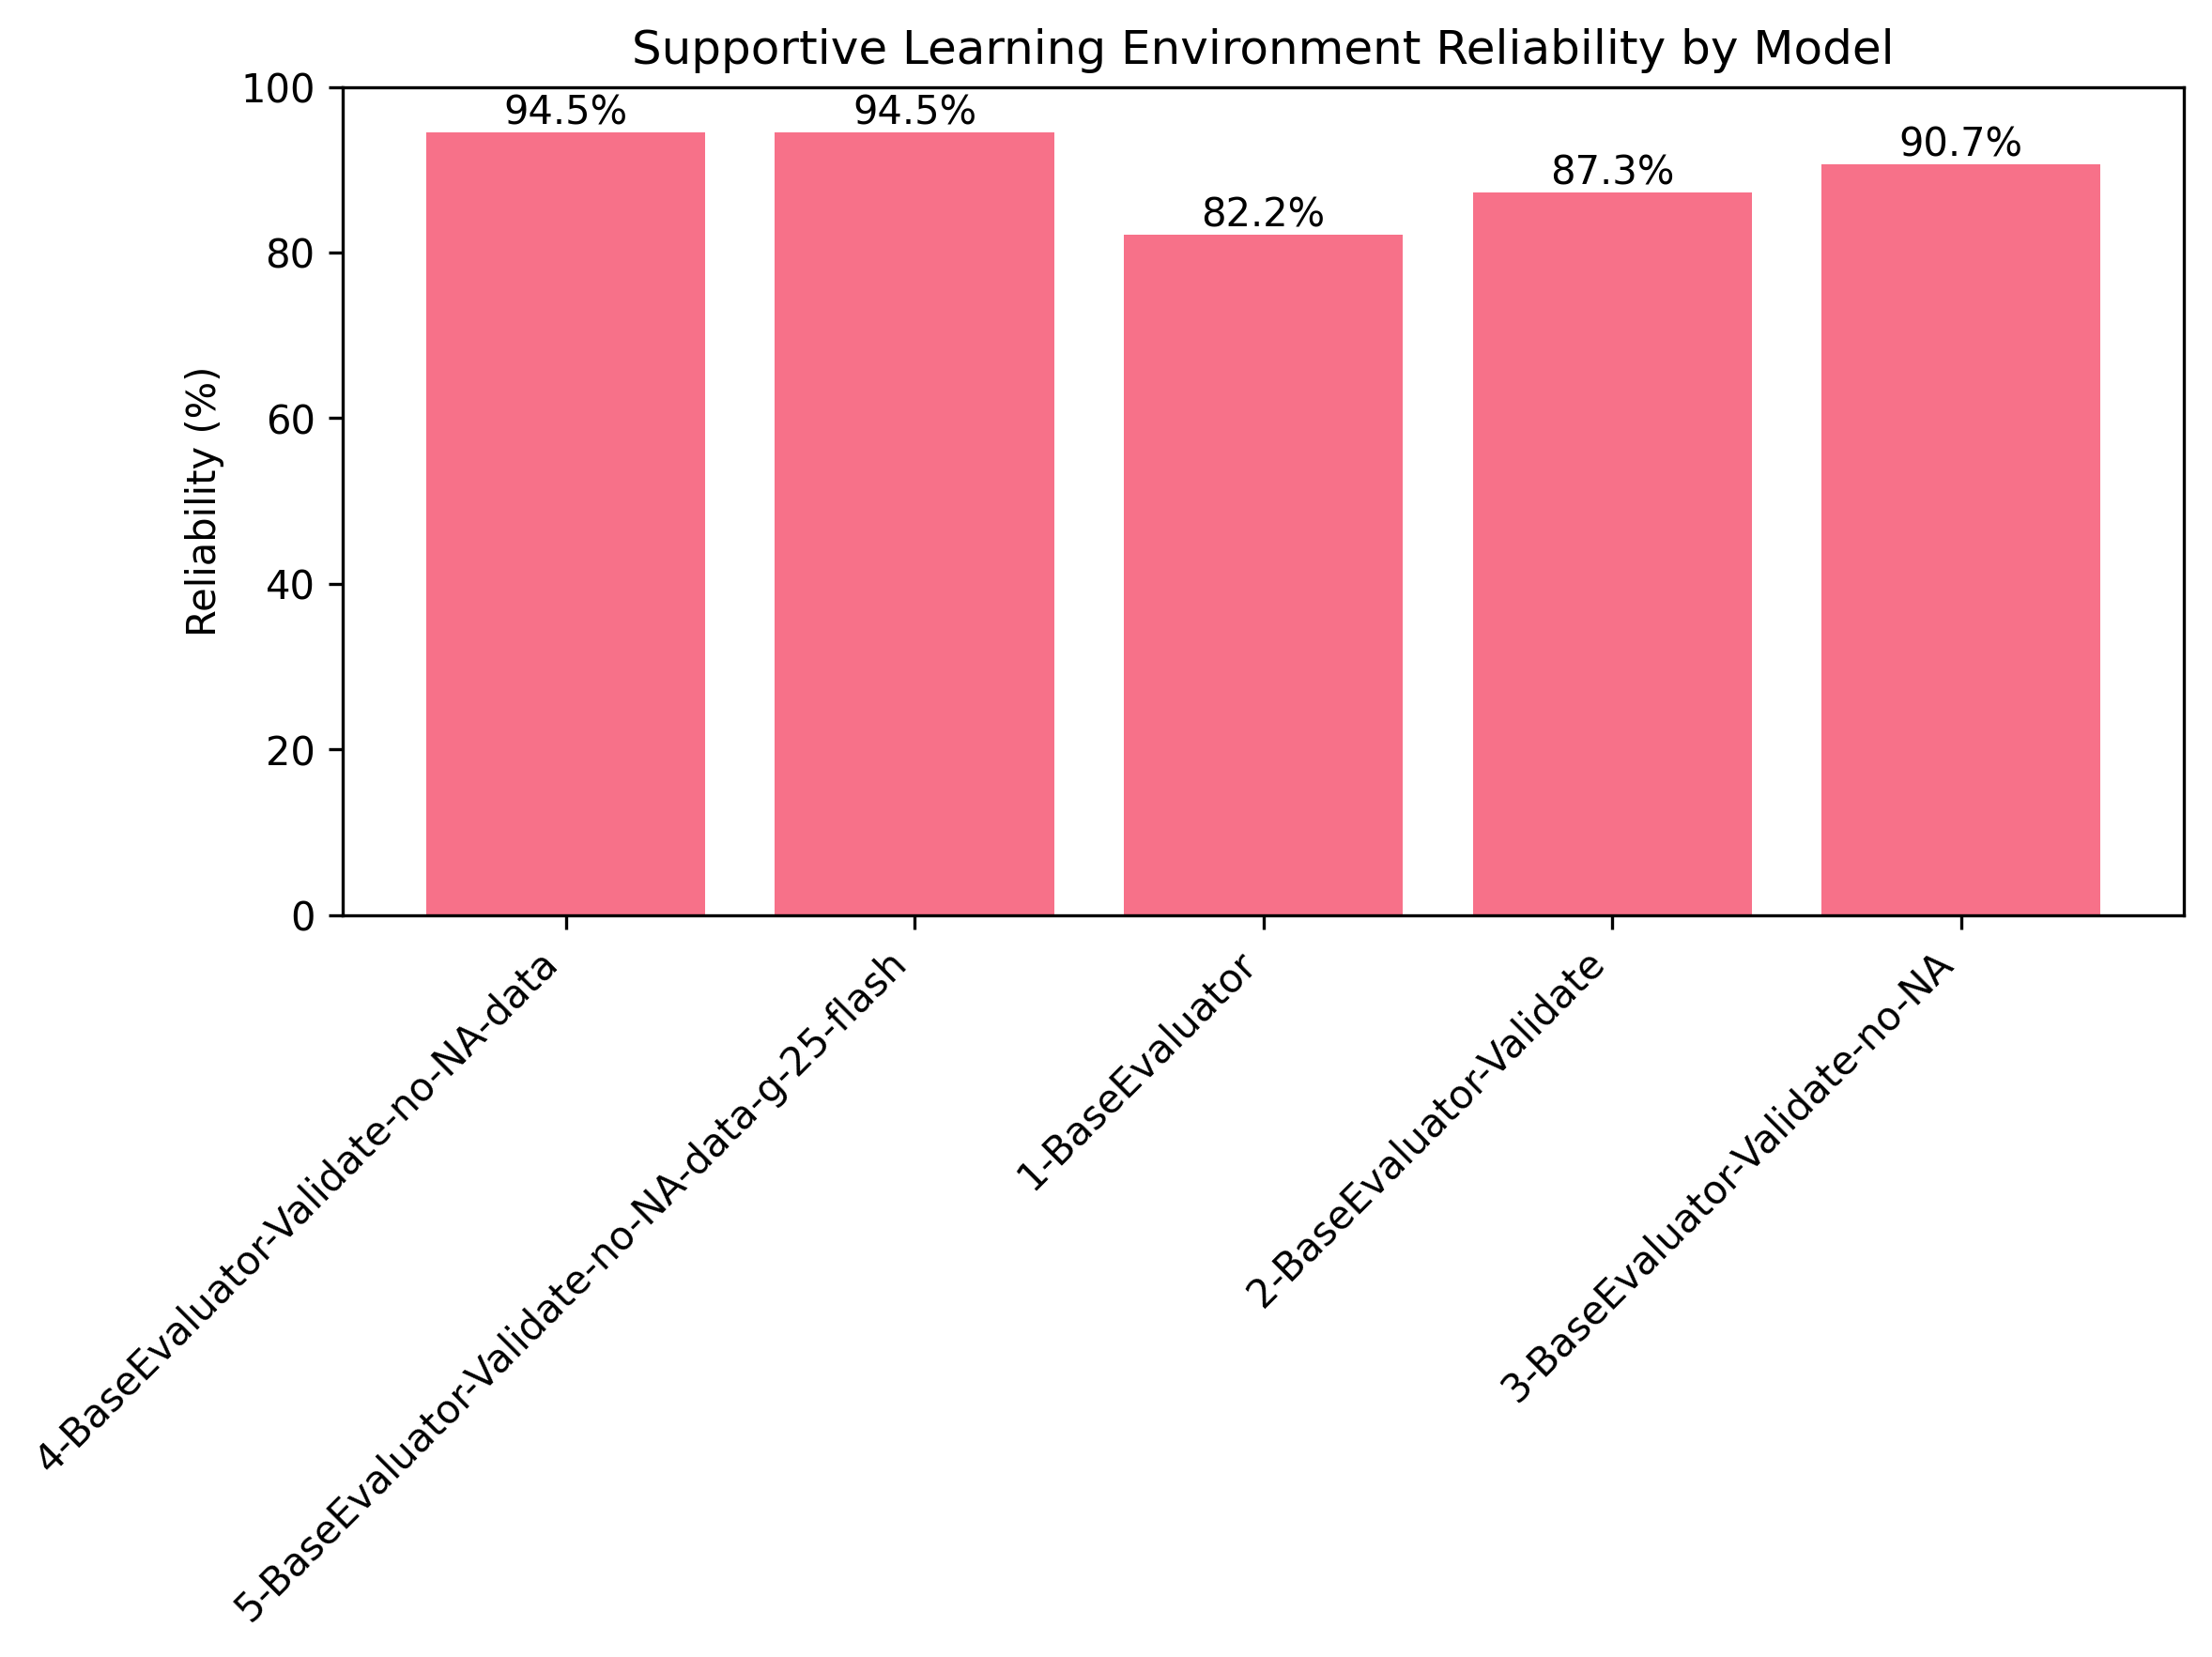 Supportive Learning Environment Reliability by Model
100
80
60
40
20
0
Reliability (%)
94.5%
94.5%
82.2%
87.3%
90.7%
4-BaseEvaluator-Validate-no-NA-data
5-BaseEvaluator-Validate-no-NA-data-g-25-flash
1-BaseEvaluator
2-BaseEvaluator-Validate
3-BaseEvaluator-Validate-no-NA